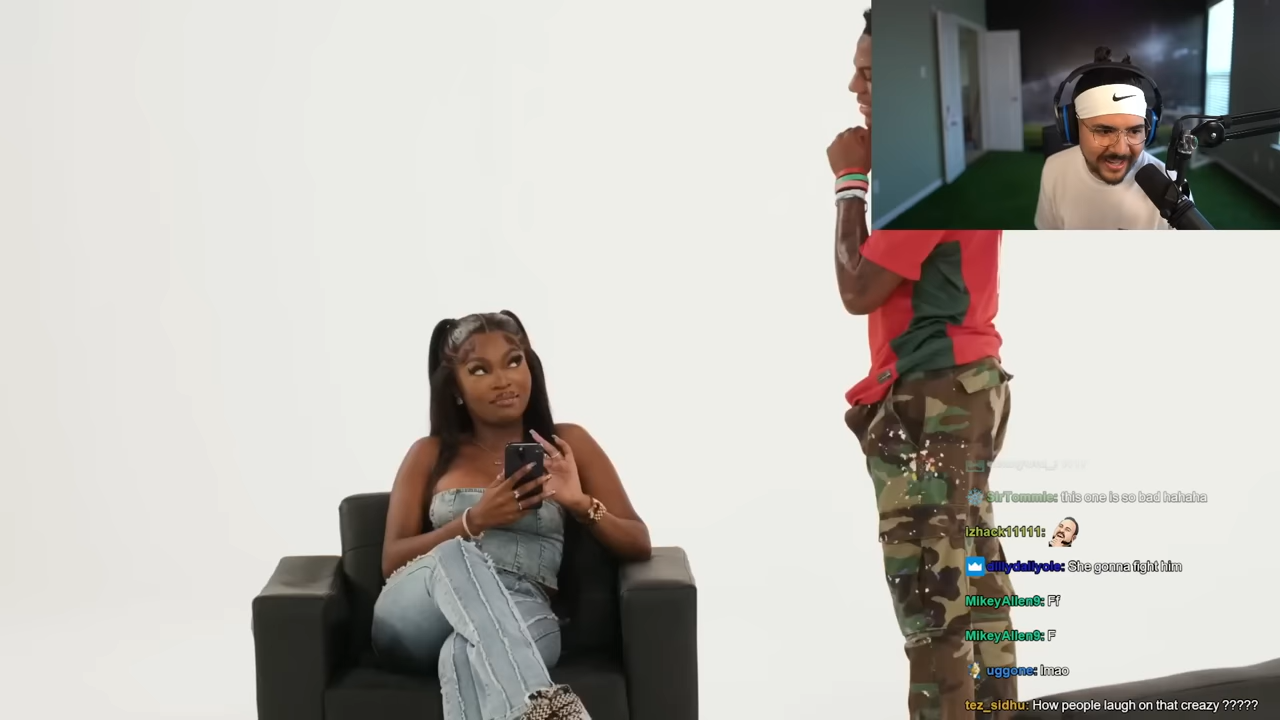 SirTommic: this one is so bad hahaha
izhack11111:
dillydallyole: She gonna fight him
MikeyAllen9: Ff
MikeyAllen9: F
uggone: lmao
tez_sidhu: How people laugh on that creazy ?????